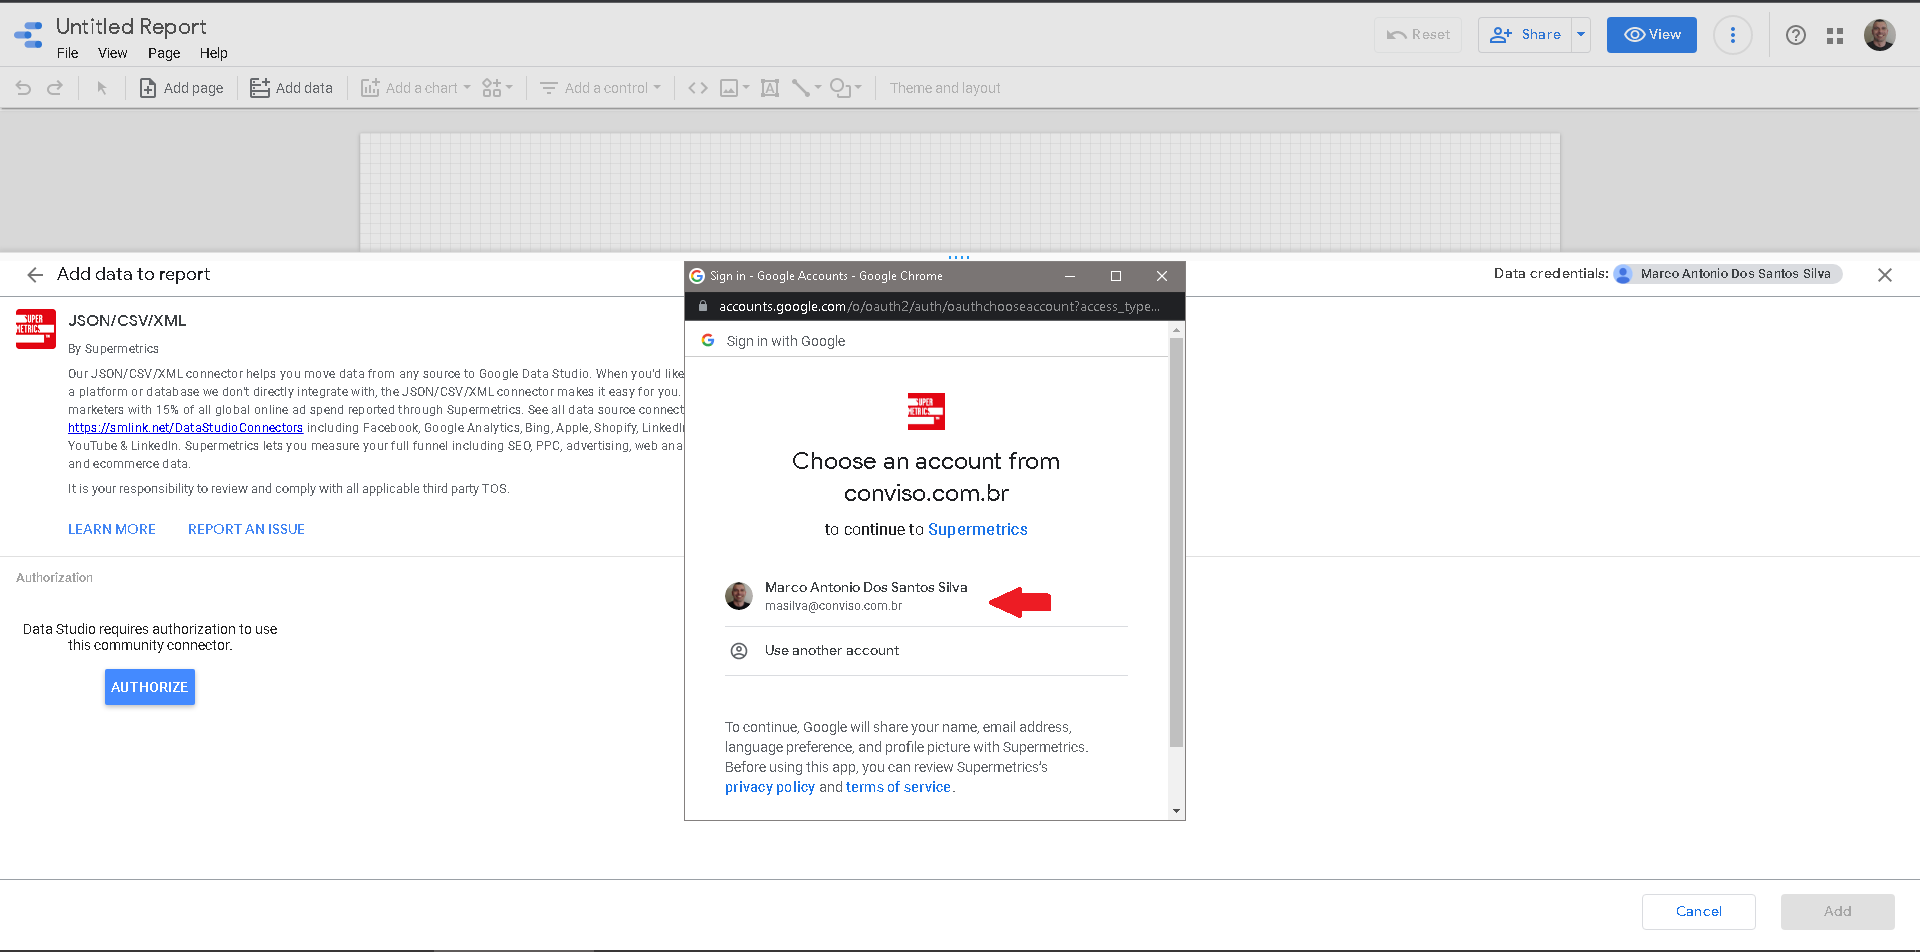 Untitled Report
File View Page Help
Reset
Share
View
Add page
Add data
Add a chart
Add a control
Theme and layout
Add data to report
Data credentials: Marco Antonio Dos Santos Silva
SUPER
METRICS
JSON/CSV/XML
By Supermetrics
Our JSON/CSV/XML connector helps you move data from any source to Google Data Studio. When you'd like
a platform or database we don't directly integrate with, the JSON/CSV/XML connector makes it easy for you.
marketers with 15% of all global online ad spend reported through Supermetrics. See all data source connect
https://smlink.net/DataStudioConnectors including Facebook, Google Analytics, Bing, Apple, Shopify, LinkedI
YouTube & LinkedIn. Supermetrics lets you measure your full funnel including SEO, PPC, advertising, web ana
and ecommerce data.
It is your responsibility to review and comply with all applicable third party TOS.
LEARN MORE REPORT AN ISSUE
Authorization
Data Studio requires authorization to use
this community connector.
AUTHORIZE
Sign in - Google Accounts - Google Chrome
accounts.google.com/o/oauth2/auth/oauthchooseaccount?access_type...
Sign in with Google
SUPER
METRICS
Choose an account from
conviso.com.br
to continue to Supermetrics
Marco Antonio Dos Santos Silva
masilva@conviso.com.br
Use another account
To continue, Google will share your name, email address,
language preference, and profile picture with Supermetrics.
Before using this app, you can review Supermetrics's
privacy policy and terms of service.
Cancel
Add